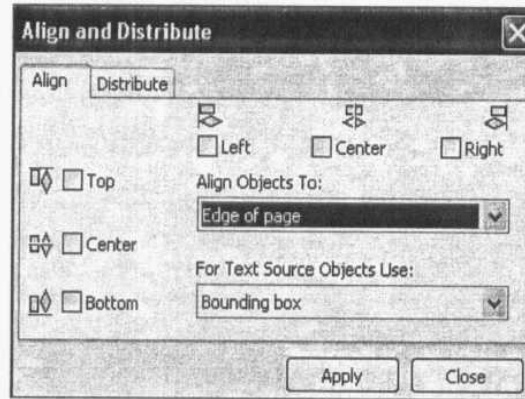 Align and Distribute
Align Distribute
Left Center Right
Top
Align Objects To:
Edge of page
Center
For Text Source Objects Use:
Bottom
Bounding box
Apply Close